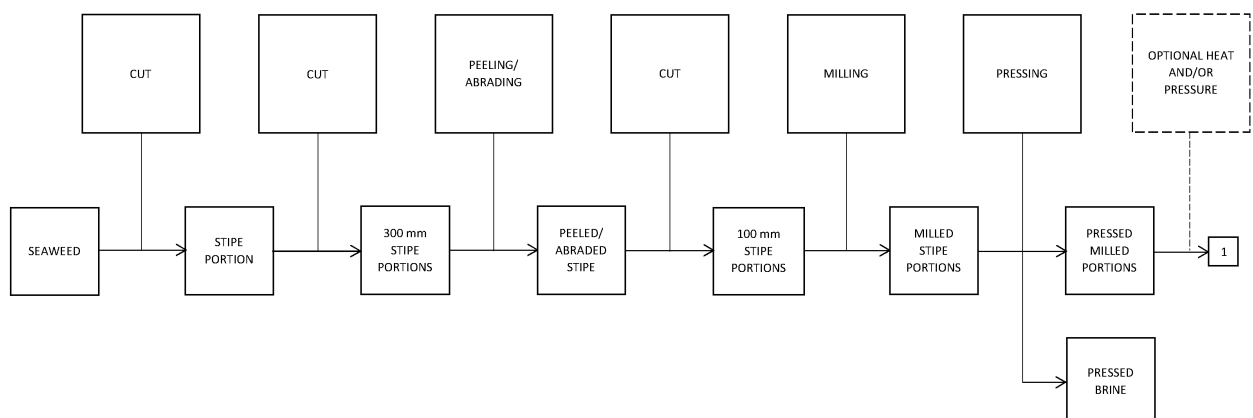 CUT
CUT
PEELING/
ABRADING
CUT
MILLING
PRESSING
OPTIONAL HEAT
AND/OR
PRESSURE
SEAWEED
STIPE
PORTION
300 mm
STIPE
PORTIONS
PEELED/
ABRADED
STIPE
100 mm
STIPE
PORTIONS
MILLED
STIPE
PORTIONS
PRESSED
MILLED
PORTIONS
1
PRESSED
BRINE